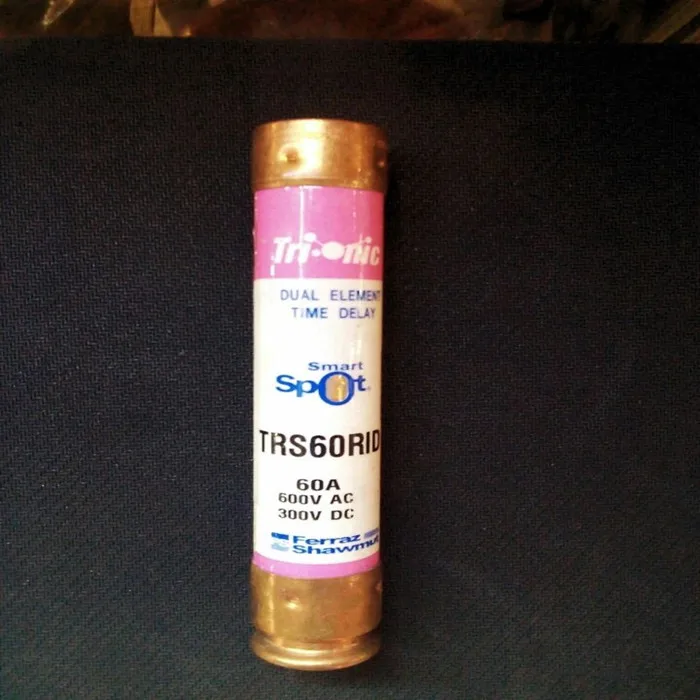 Tri-onic
DUAL ELEMENT
TIME DELAY
Smart
Spot
TRS60RID
60A
600V AC
300V DC
Ferraz
Shawmut